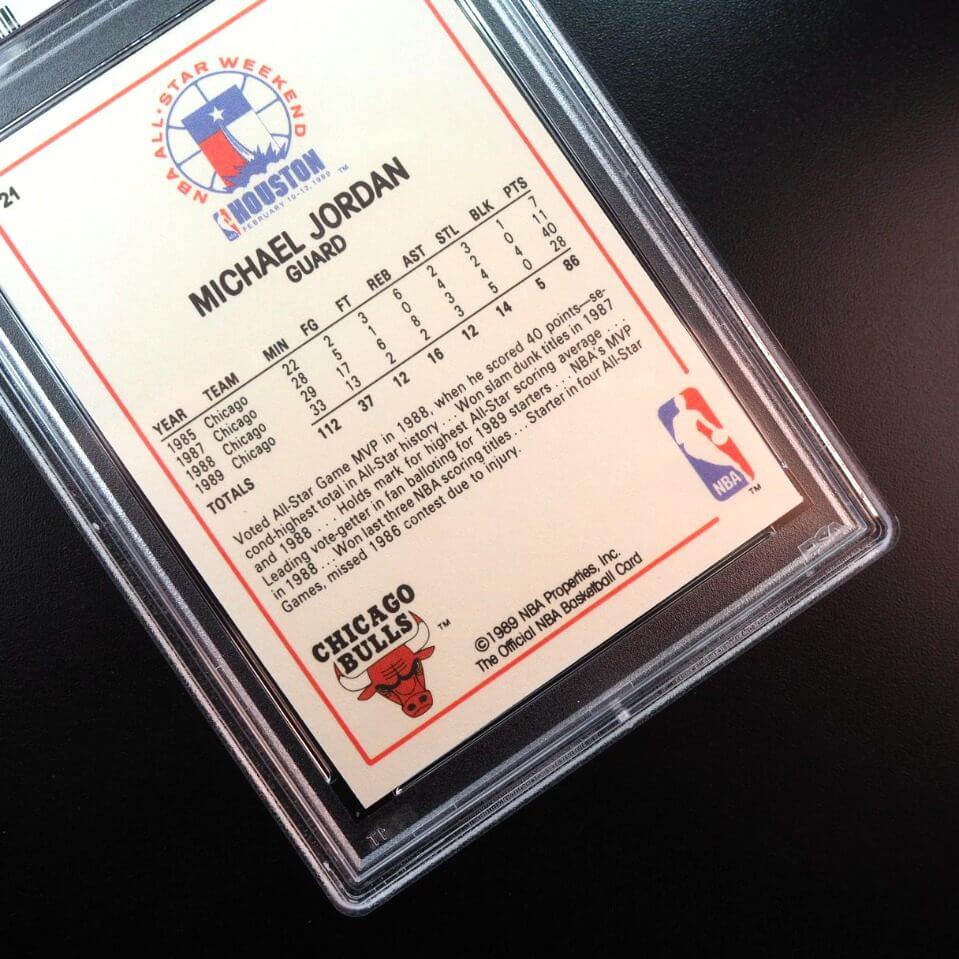 NBA ALL·STAR WEEKEND
HOUSTON ™
FEBRUARY 10-12, 1989
21
MICHAEL JORDAN
GUARD
YEAR TEAM MIN FG FT REB AST STL BLK PTS
1985 Chicago 22 2 3 6 2 3 1 7
1987 Chicago 28 5 1 0 4 2 0 11
1988 Chicago 29 17 6 8 3 4 4 40
1989 Chicago 33 13 2 2 3 5 0 28
TOTALS 112 37 12 16 12 14 5 86
Voted All-Star Game MVP in 1988, when he scored 40 points—se-
cond-highest total in All-Star history . . . Won slam dunk titles in 1987
and 1988 . . . Holds mark for highest All-Star scoring average . . .
Leading vote-getter in fan balloting for 1989 starters . . . NBA's MVP
in 1988 . . . Won last three NBA scoring titles . . . Starter in four All-Star
Games, missed 1986 contest due to injury.
NBA ™
CHICAGO
BULLS ™
©1989 NBA Properties, Inc.
The Official NBA Basketball Card
PSA